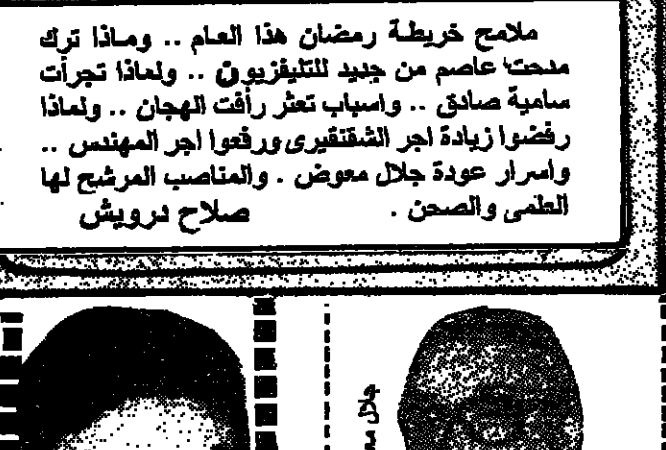 ملامح خريطة رمضان هذا العام .. وماذا ترك
مدحت عاصم من جديد للتليفزيون .. ولماذا تجرأت
سامية صادق .. واسباب تعثر رأفت الهجان .. ولماذا
رفضوا زيادة اجر الشقنقيرى ورفعوا اجر المهندس ..
واسرار عودة جلال معوض . والمناصب المرشح لها
العلمى والصحن .
صلاح درويش
جلال